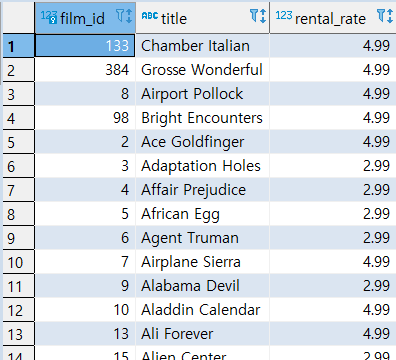 123 film_id ABC title 123 rental_rate
1 133 Chamber Italian 4.99
2 384 Grosse Wonderful 4.99
3 8 Airport Pollock 4.99
4 98 Bright Encounters 4.99
5 2 Ace Goldfinger 4.99
6 3 Adaptation Holes 2.99
7 4 Affair Prejudice 2.99
8 5 African Egg 2.99
9 6 Agent Truman 2.99
10 7 Airplane Sierra 4.99
11 9 Alabama Devil 2.99
12 10 Aladdin Calendar 4.99
13 13 Ali Forever 4.99
14 15 Alien Center 2.99